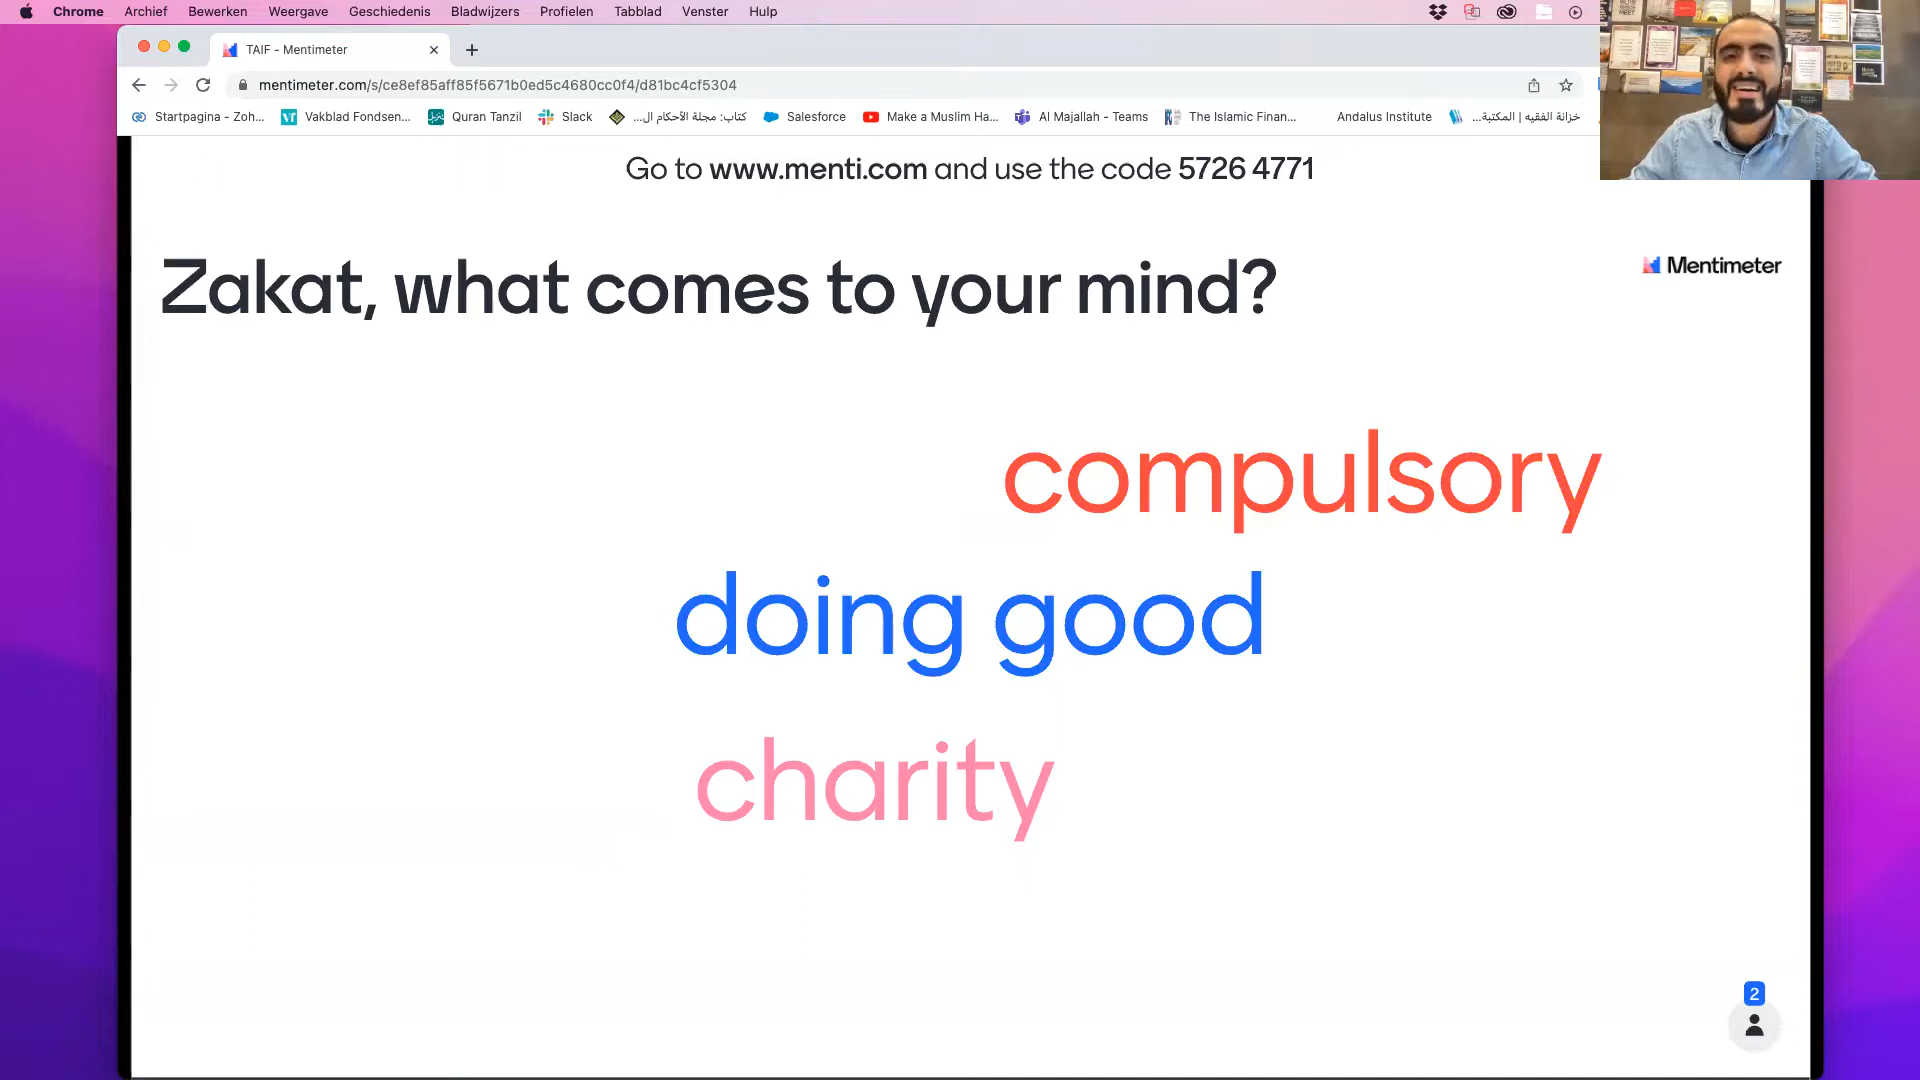 Chrome Archief Bewerken Weergave Geschiedenis Bladwijzers Profielen Tabblad Venster Hulp
TAIF - Mentimeter
mentimeter.com/s/ce8ef85aff85f5671b0ed5c4680cc0f4/d81bc4cf5304
Startpagina - Zoh... Vakblad Fondsen... Quran Tanzil Slack كتاب: مجلة الأحكام ال... Salesforce Make a Muslim Ha... Al Majallah - Teams The Islamic Finan... Andalus Institute خزانة الفقيه | المكتبة...
Go to www.menti.com and use the code 5726 4771
Zakat, what comes to your mind?
Mentimeter
compulsory
doing good
charity
2